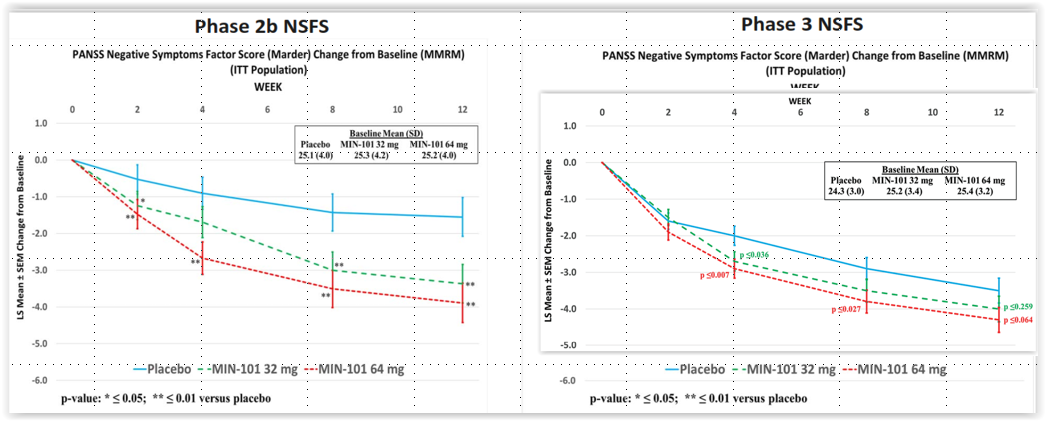 Phase 2b NSFS
PANSS Negative Symptoms Factor Score (Marder) Change from Baseline (MMRM)
(ITT Population)
WEEK
0 2 4 6 8 10 12
1.0
0.0
-1.0
-2.0
-3.0
-4.0
-5.0
-6.0
LS Mean ± SEM Change from Baseline
Baseline Mean (SD)
Placebo MIN-101 32 mg MIN-101 64 mg
25.1 (4.0) 25.3 (4.2) 25.2 (4.0)
*
**
**
**
**
**
**
Placebo MIN-101 32 mg MIN-101 64 mg
p-value: * ≤ 0.05; ** ≤ 0.01 versus placebo
Phase 3 NSFS
PANSS Negative Symptoms Factor Score (Marder) Change from Baseline (MMRM)
(ITT Population)
WEEK
WEEK
0 2 4 6 8 10 12
1.0
0.0
-1.0
-2.0
-3.0
-4.0
-5.0
-6.0
LS Mean ± SEM Change from Baseline
Baseline Mean (SD)
Placebo MIN-101 32 mg MIN-101 64 mg
24.3 (3.0) 25.2 (3.4) 25.4 (3.2)
p ≤0.036
p ≤0.007
p ≤0.027
p ≤0.259
p ≤0.064
Placebo MIN-101 32 mg MIN-101 64 mg
p-value: * ≤ 0.05; ** ≤ 0.01 versus placebo